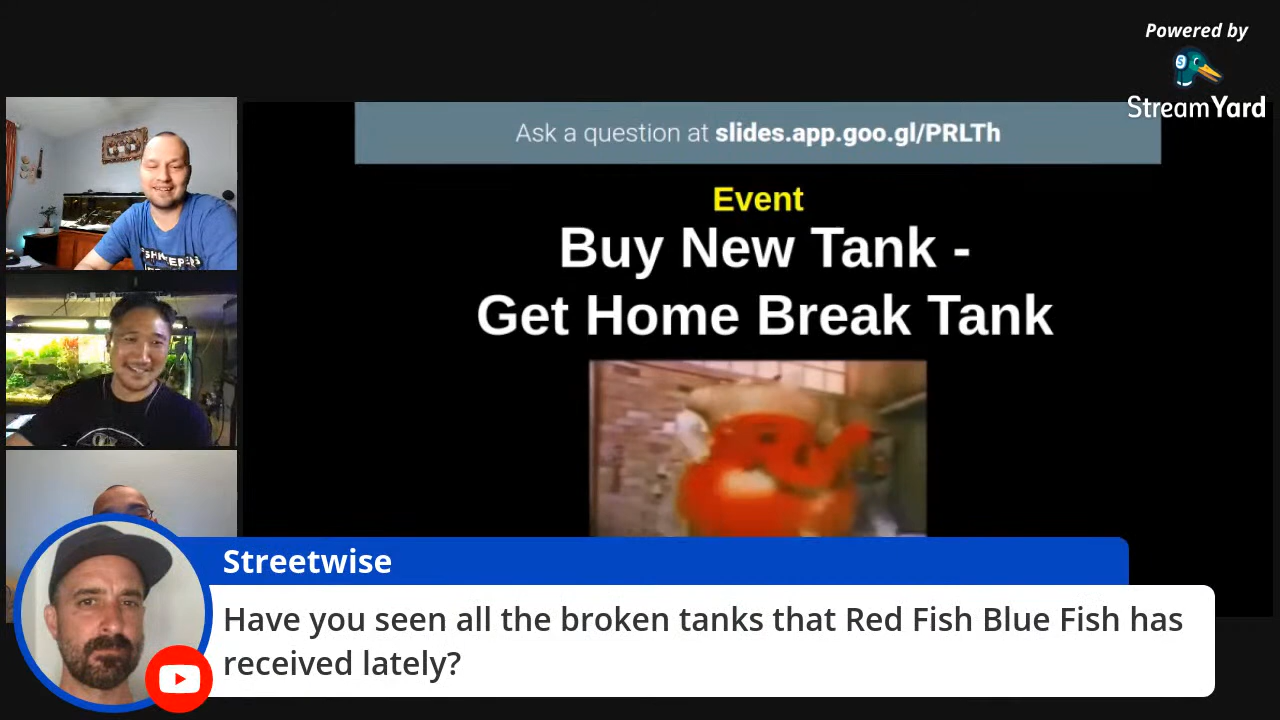 Powered by
StreamYard
Ask a question at slides.app.goo.gl/PRLTh
Event
Buy New Tank -
Get Home Break Tank
Streetwise
Have you seen all the broken tanks that Red Fish Blue Fish has
received lately?